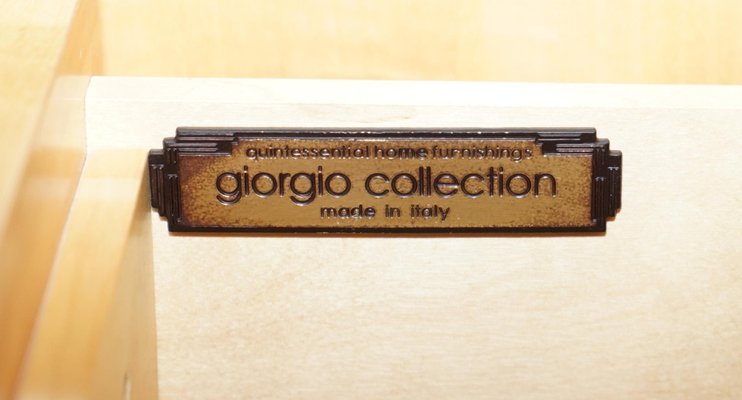 quintessential home furnishings
giorgio collection
made in italy